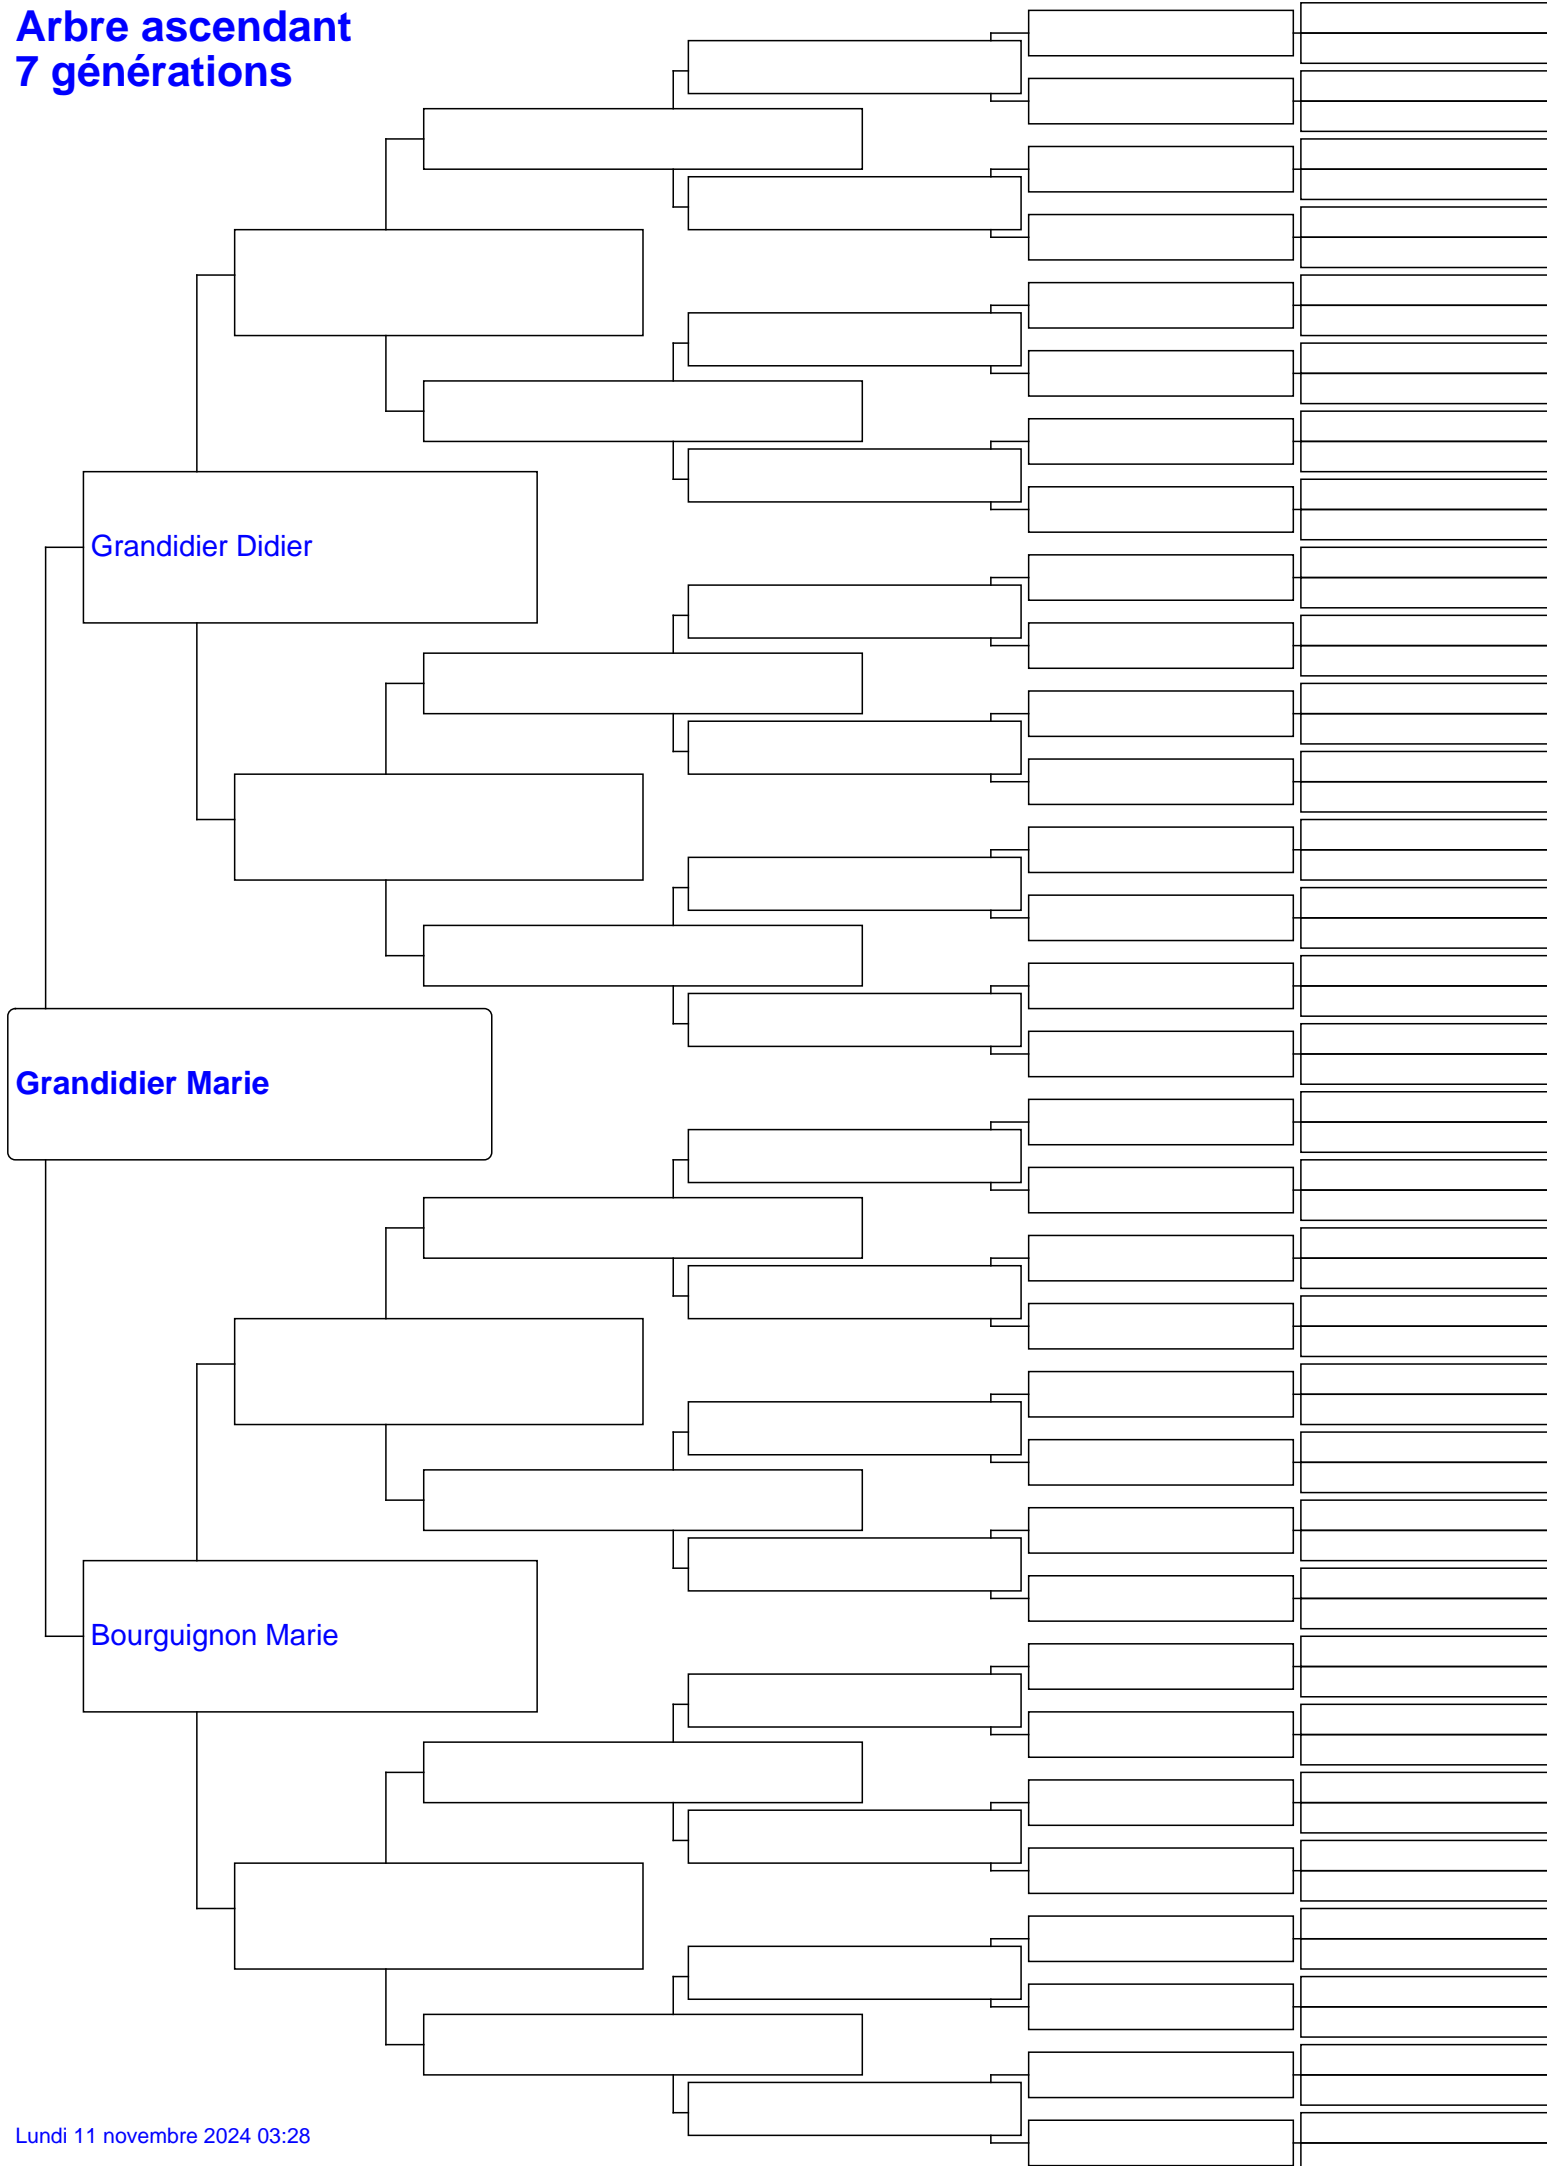 Arbre ascendant
7 générations
Grandidier Didier
Grandidier Marie
Bourguignon Marie
Lundi 11 novembre 2024 03:28